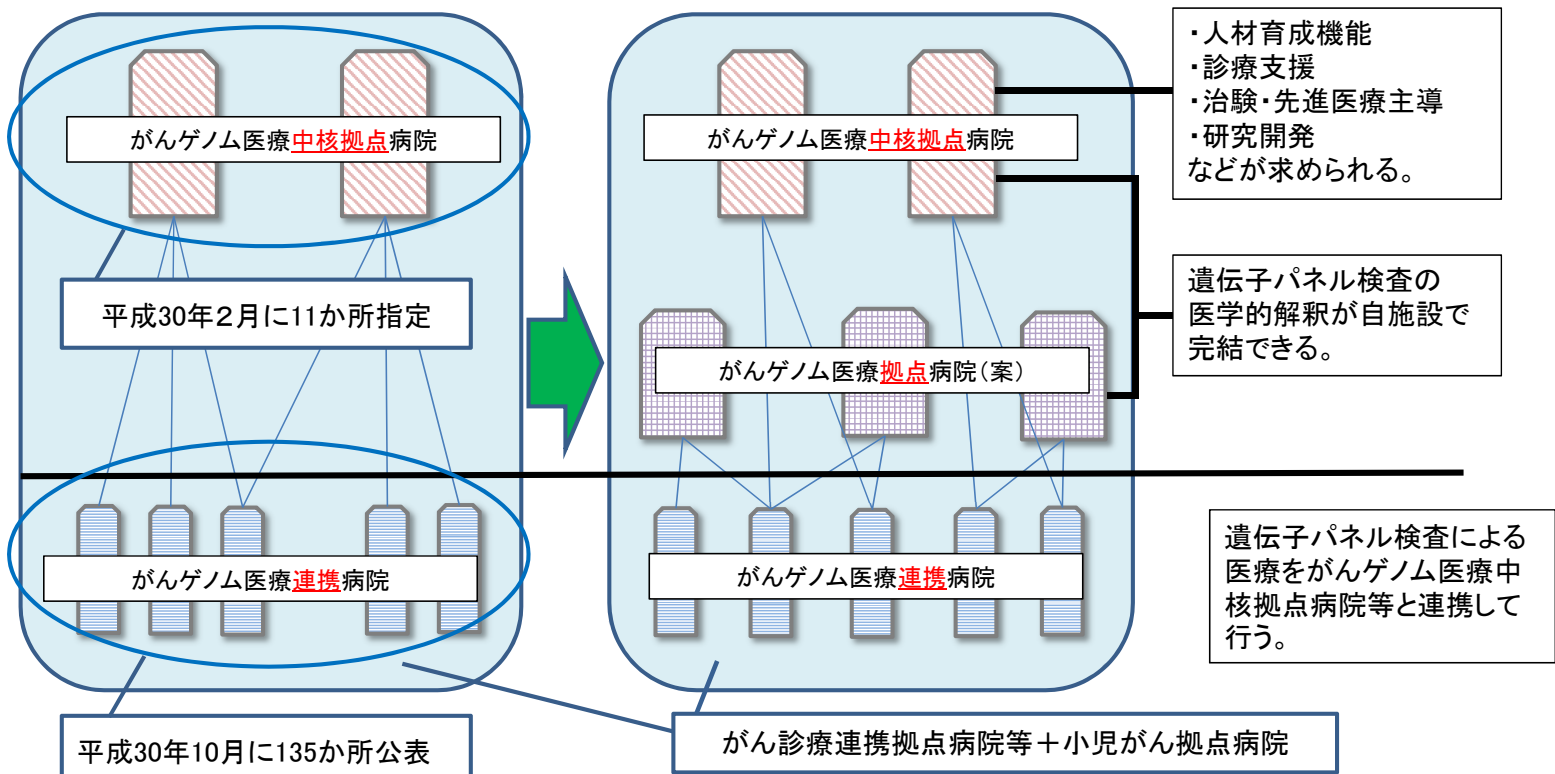 がんゲノム医療中核拠点病院
平成30年2月に11か所指定
がんゲノム医療連携病院
平成30年10月に135か所公表
がんゲノム医療中核拠点病院
がんゲノム医療拠点病院(案)
がんゲノム医療連携病院
がん診療連携拠点病院等+小児がん拠点病院
・人材育成機能
・診療支援
・治験・先進医療主導
・研究開発
などが求められる。
遺伝子パネル検査の
医学的解釈が自施設で
完結できる。
遺伝子パネル検査による
医療をがんゲノム医療中
核拠点病院等と連携して
行う。